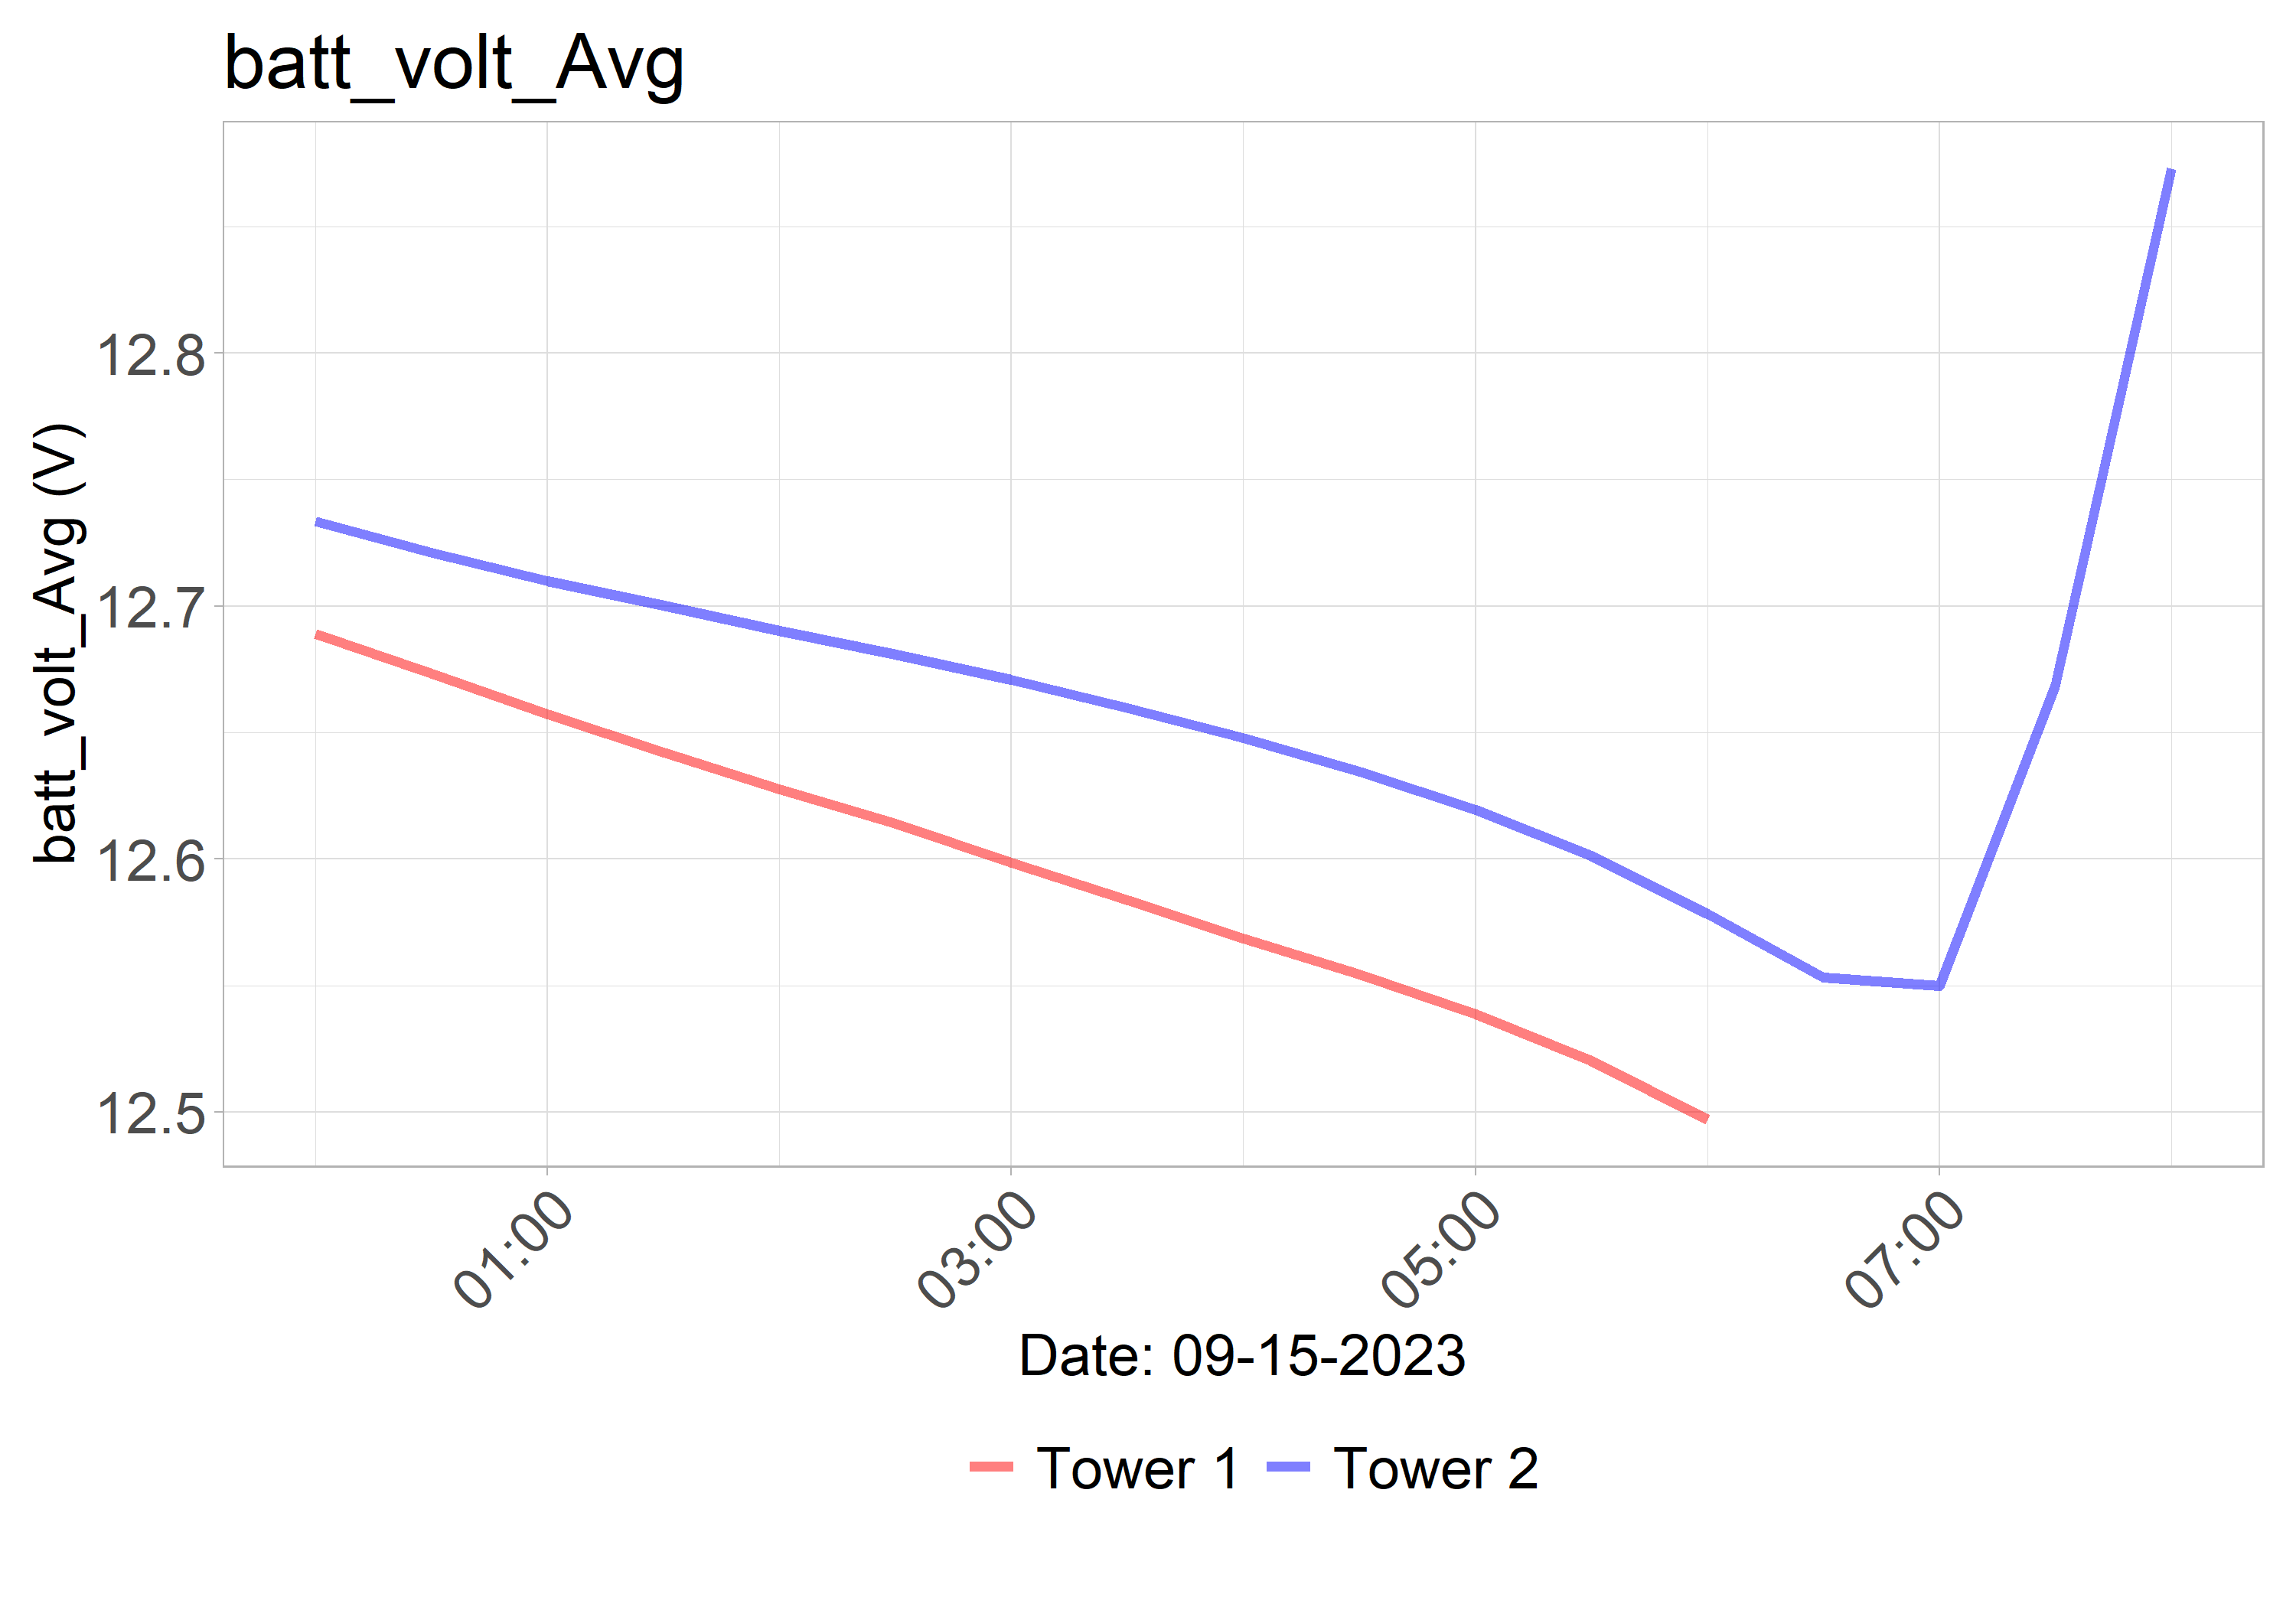 batt_volt_Avg
batt_volt_Avg (V)
12.8
12.7
12.6
12.5
01:00
03:00
05:00
07:00
Date: 09-15-2023
Tower 1
Tower 2